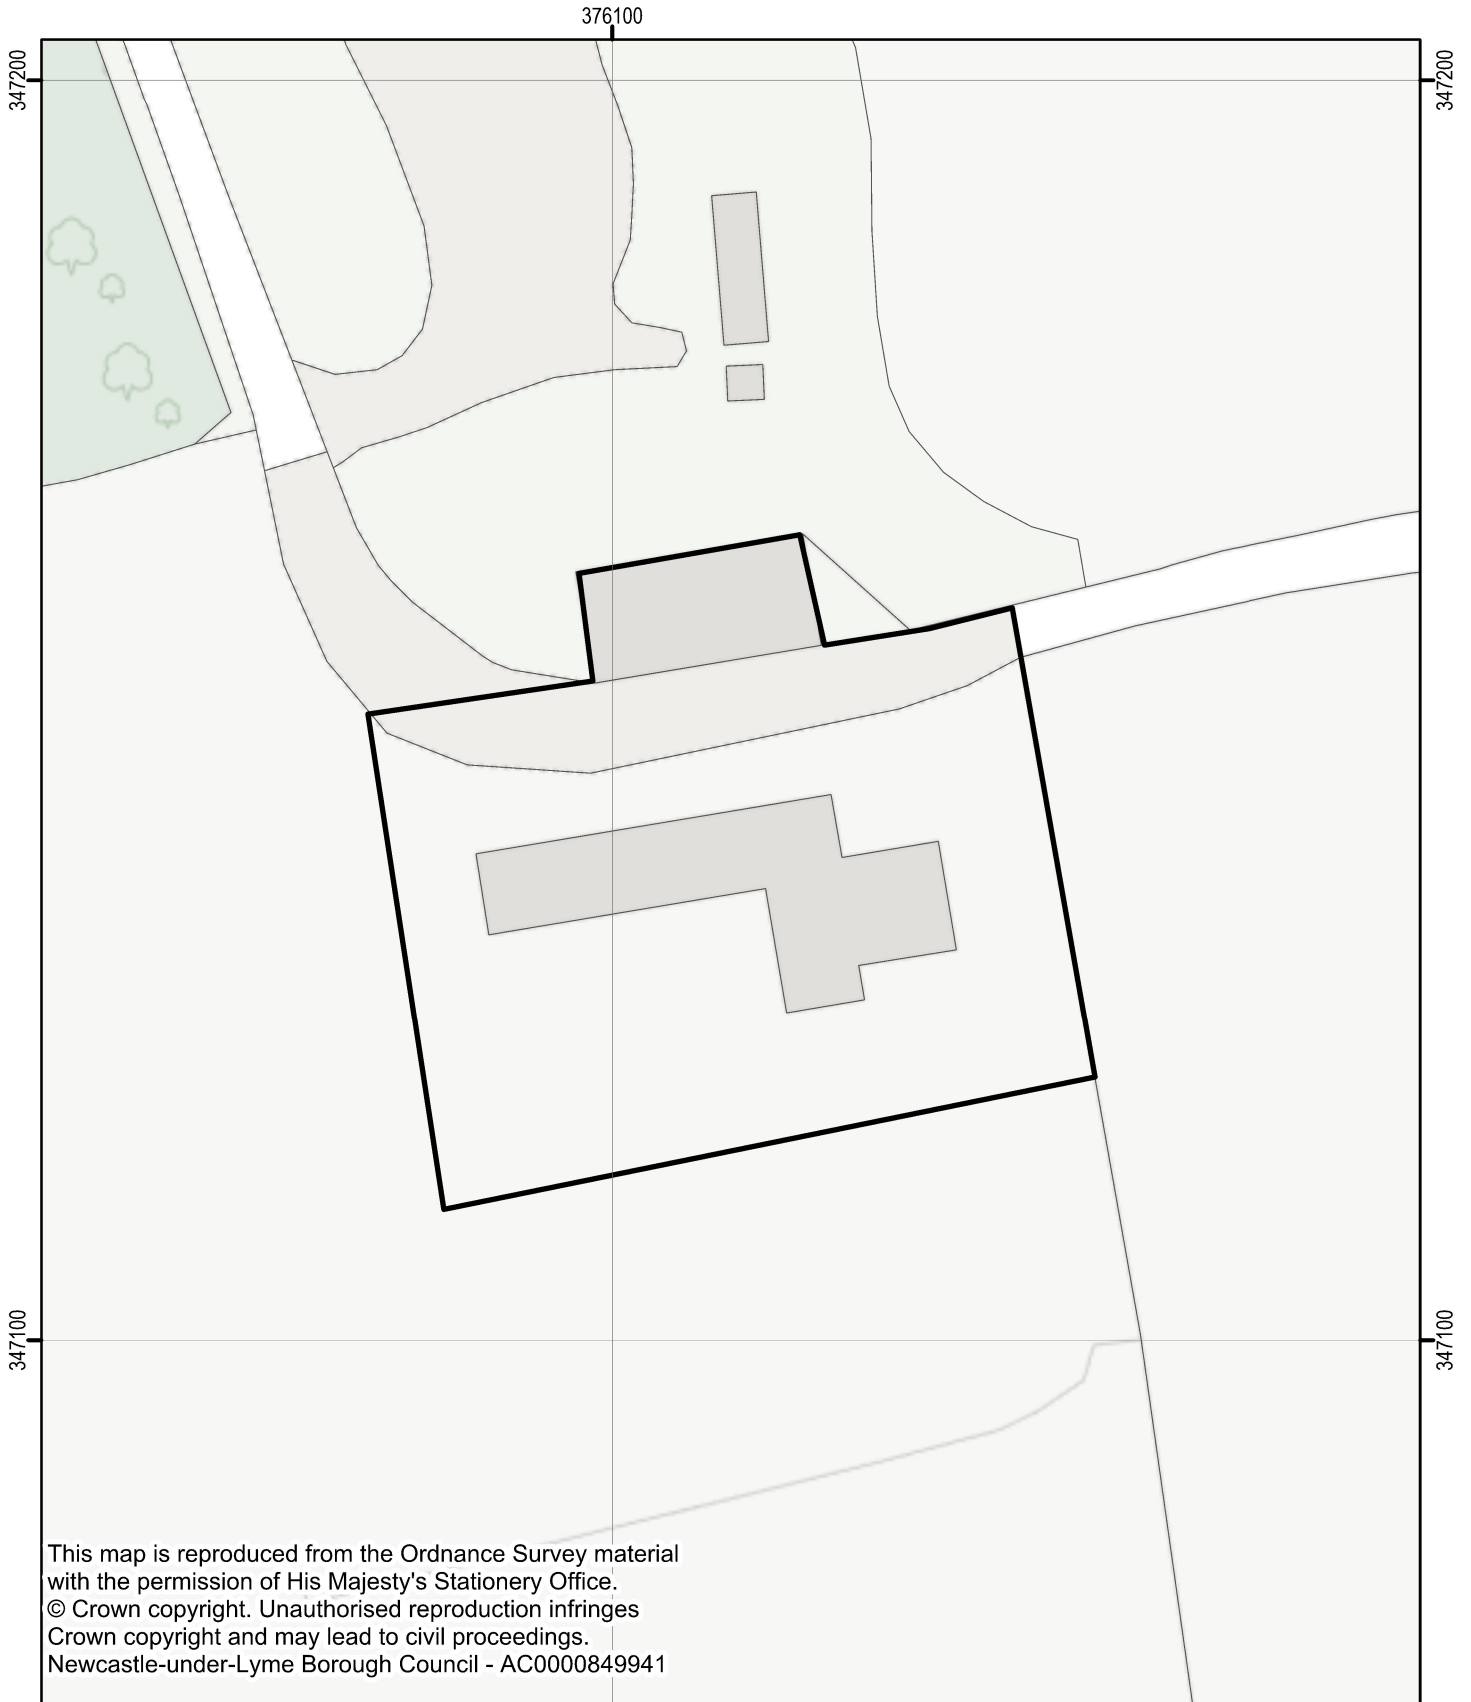 376100
347200
347200
347100
347100
This map is reproduced from the Ordnance Survey material
with the permission of His Majesty's Stationery Office.
© Crown copyright. Unauthorised reproduction infringes
Crown copyright and may lead to civil proceedings.
Newcastle-under-Lyme Borough Council - AC0000849941